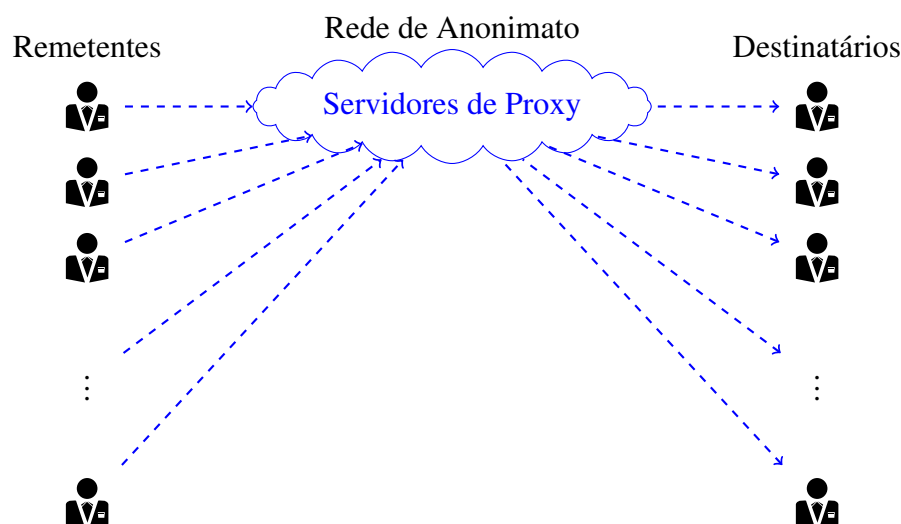 Rede de Anonimato
Remetentes
Destinatários
Servidores de Proxy